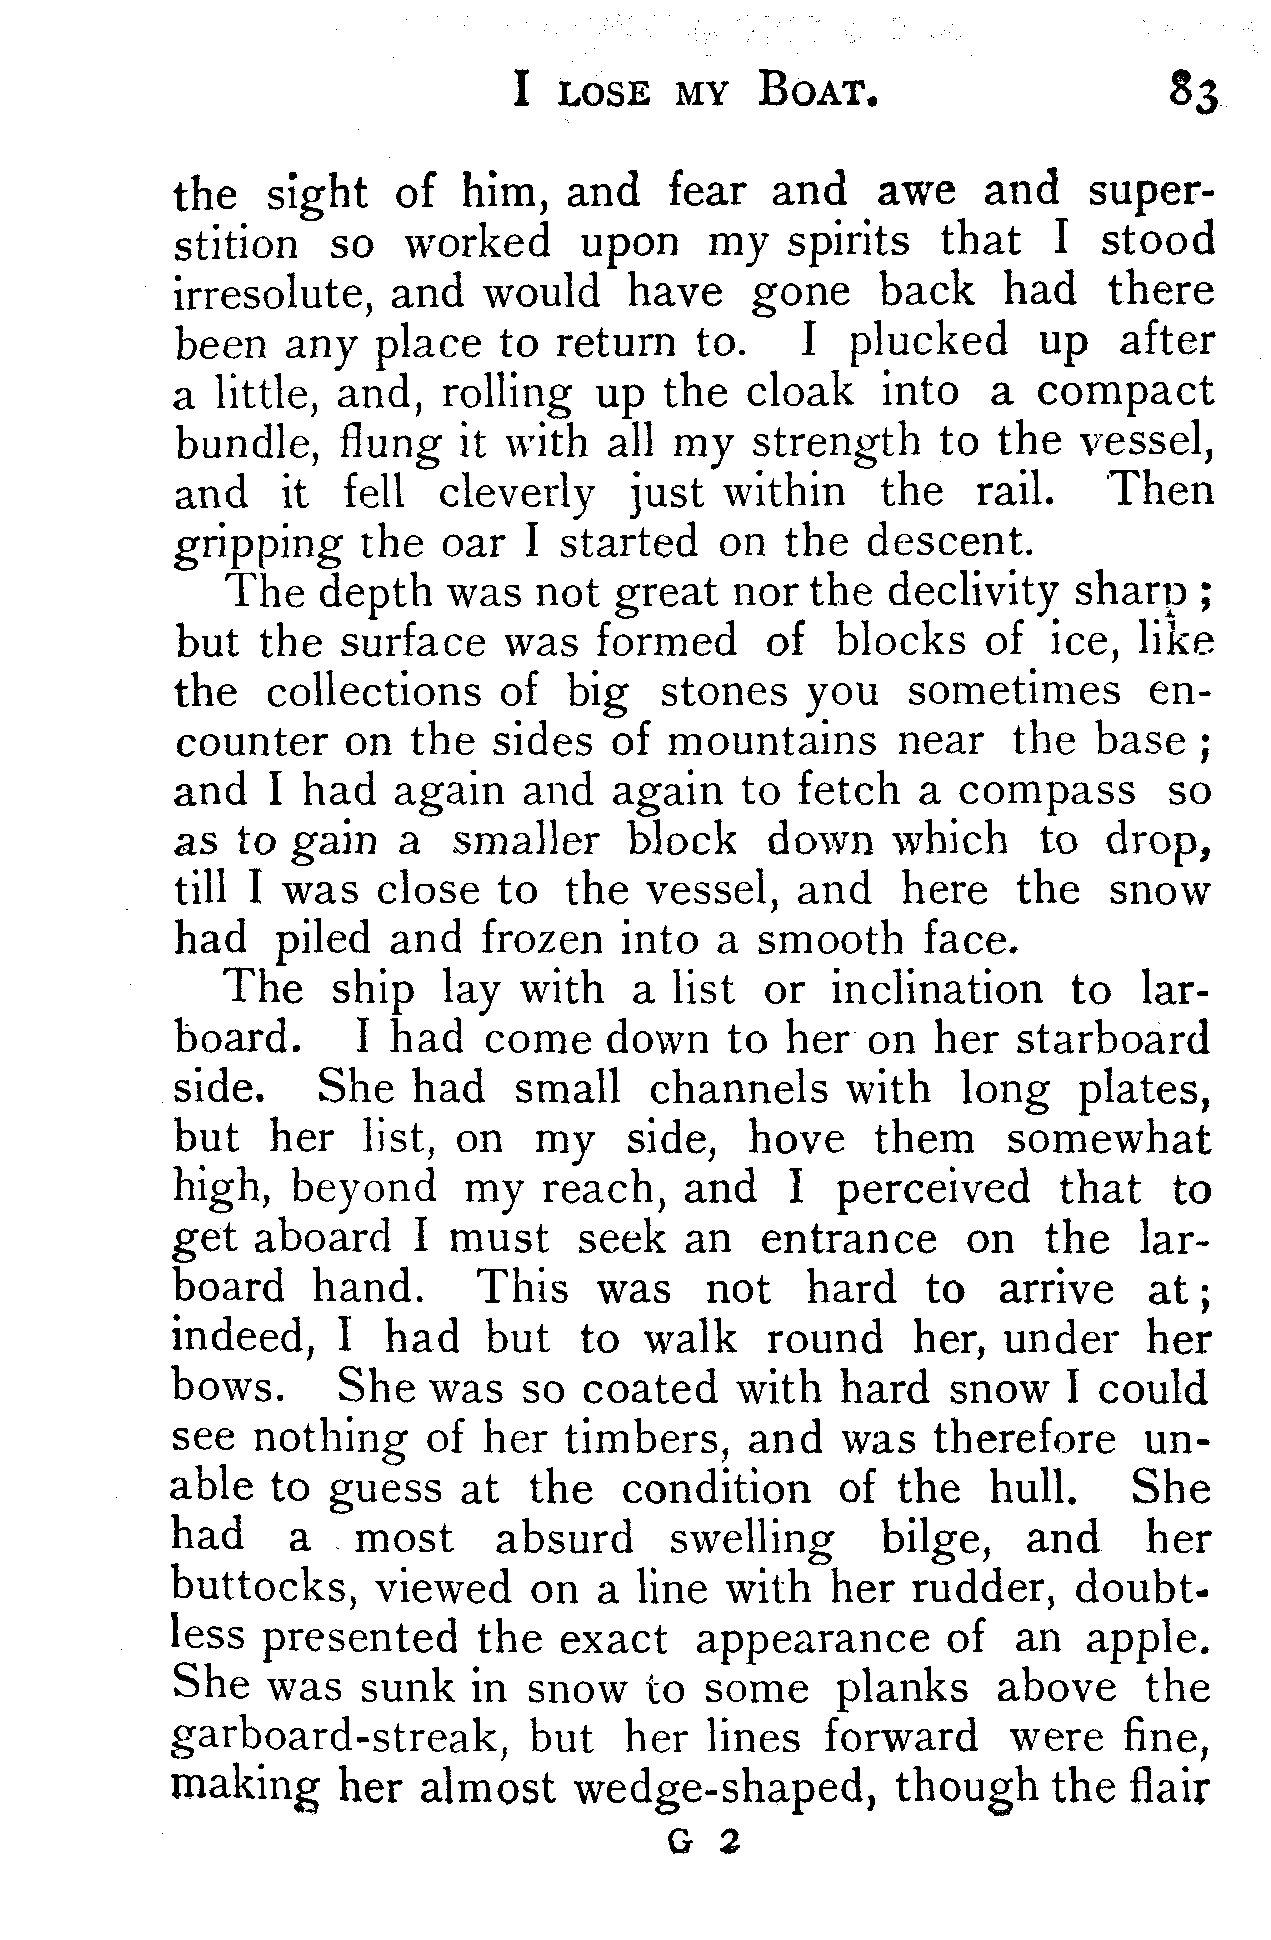 I LOSE MY BOAT. 83
the sight of him, and fear and awe and super-
stition so worked upon my spirits that I stood
irresolute, and would have gone back had there
been any place to return to. I plucked up after
a little, and, rolling up the cloak into a compact
bundle, flung it with all my strength to the vessel,
and it fell cleverly just within the rail. Then
gripping the oar I started on the descent.
The depth was not great nor the declivity sharp ;
but the surface was formed of blocks of ice, like
the collections of big stones you sometimes en-
counter on the sides of mountains near the base ;
and I had again and again to fetch a compass so
as to gain a smaller block down which to drop,
till I was close to the vessel, and here the snow
had piled and frozen into a smooth face.
The ship lay with a list or inclination to lar-
board. I had come down to her on her starboard
side. She had small channels with long plates,
but her list, on my side, hove them somewhat
high, beyond my reach, and I perceived that to
get aboard I must seek an entrance on the lar-
board hand. This was not hard to arrive at ;
indeed, I had but to walk round her, under her
bows. She was so coated with hard snow I could
see nothing of her timbers, and was therefore un-
able to guess at the condition of the hull. She
had a most absurd swelling bilge, and her
buttocks, viewed on a line with her rudder, doubt-
less presented the exact appearance of an apple.
She was sunk in snow to some planks above the
garboard-streak, but her lines forward were fine,
making her almost wedge-shaped, though the flair
G 2